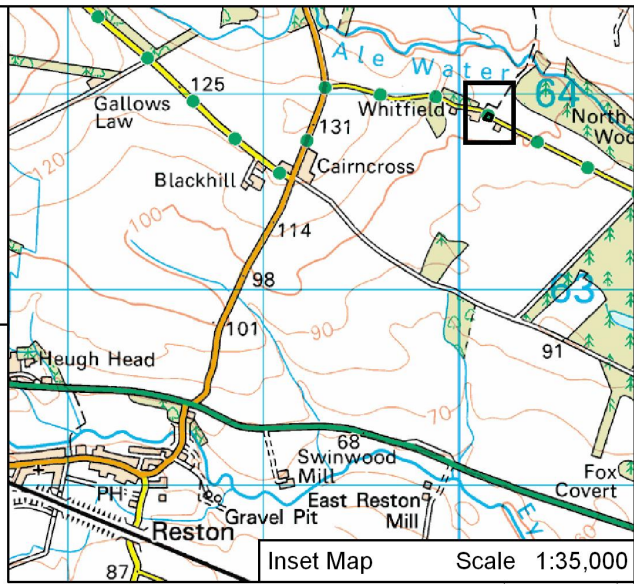 Ale Water
125
64
Gallows
Law
Whitfield
North
Woo
131
120
Cairncross
Blackhill
100
114
98
63
101
90
91
Heugh Head
70
68
Swinwood
Mill
Fox
Covert
PH
East Reston
Mill
Gravel Pit
Ey
Reston
Inset Map Scale 1:35,000
87